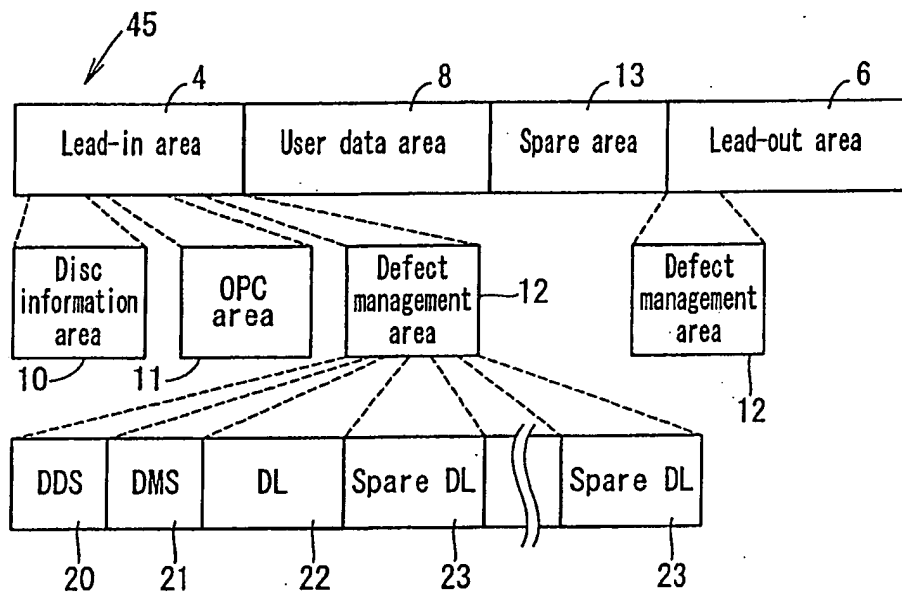 45
4
8
13
6
Lead-in area
User data area
Spare area
Lead-out area
Disc
information
area
OPC
area
Defect
management
area
12
Defect
management
area
10
11
12
DDS
DMS
DL
Spare DL
Spare DL
20
21
22
23
23